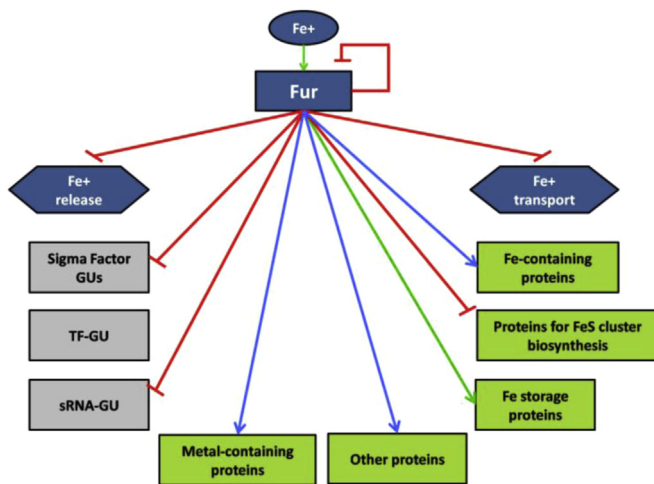 Fe+
Fur
Fe+
release
Fe+
transport
Sigma Factor
GUs
Fe-containing
proteins
TF-GU
Proteins for FeS cluster
biosynthesis
sRNA-GU
Fe storage
proteins
Metal-containing
proteins
Other proteins